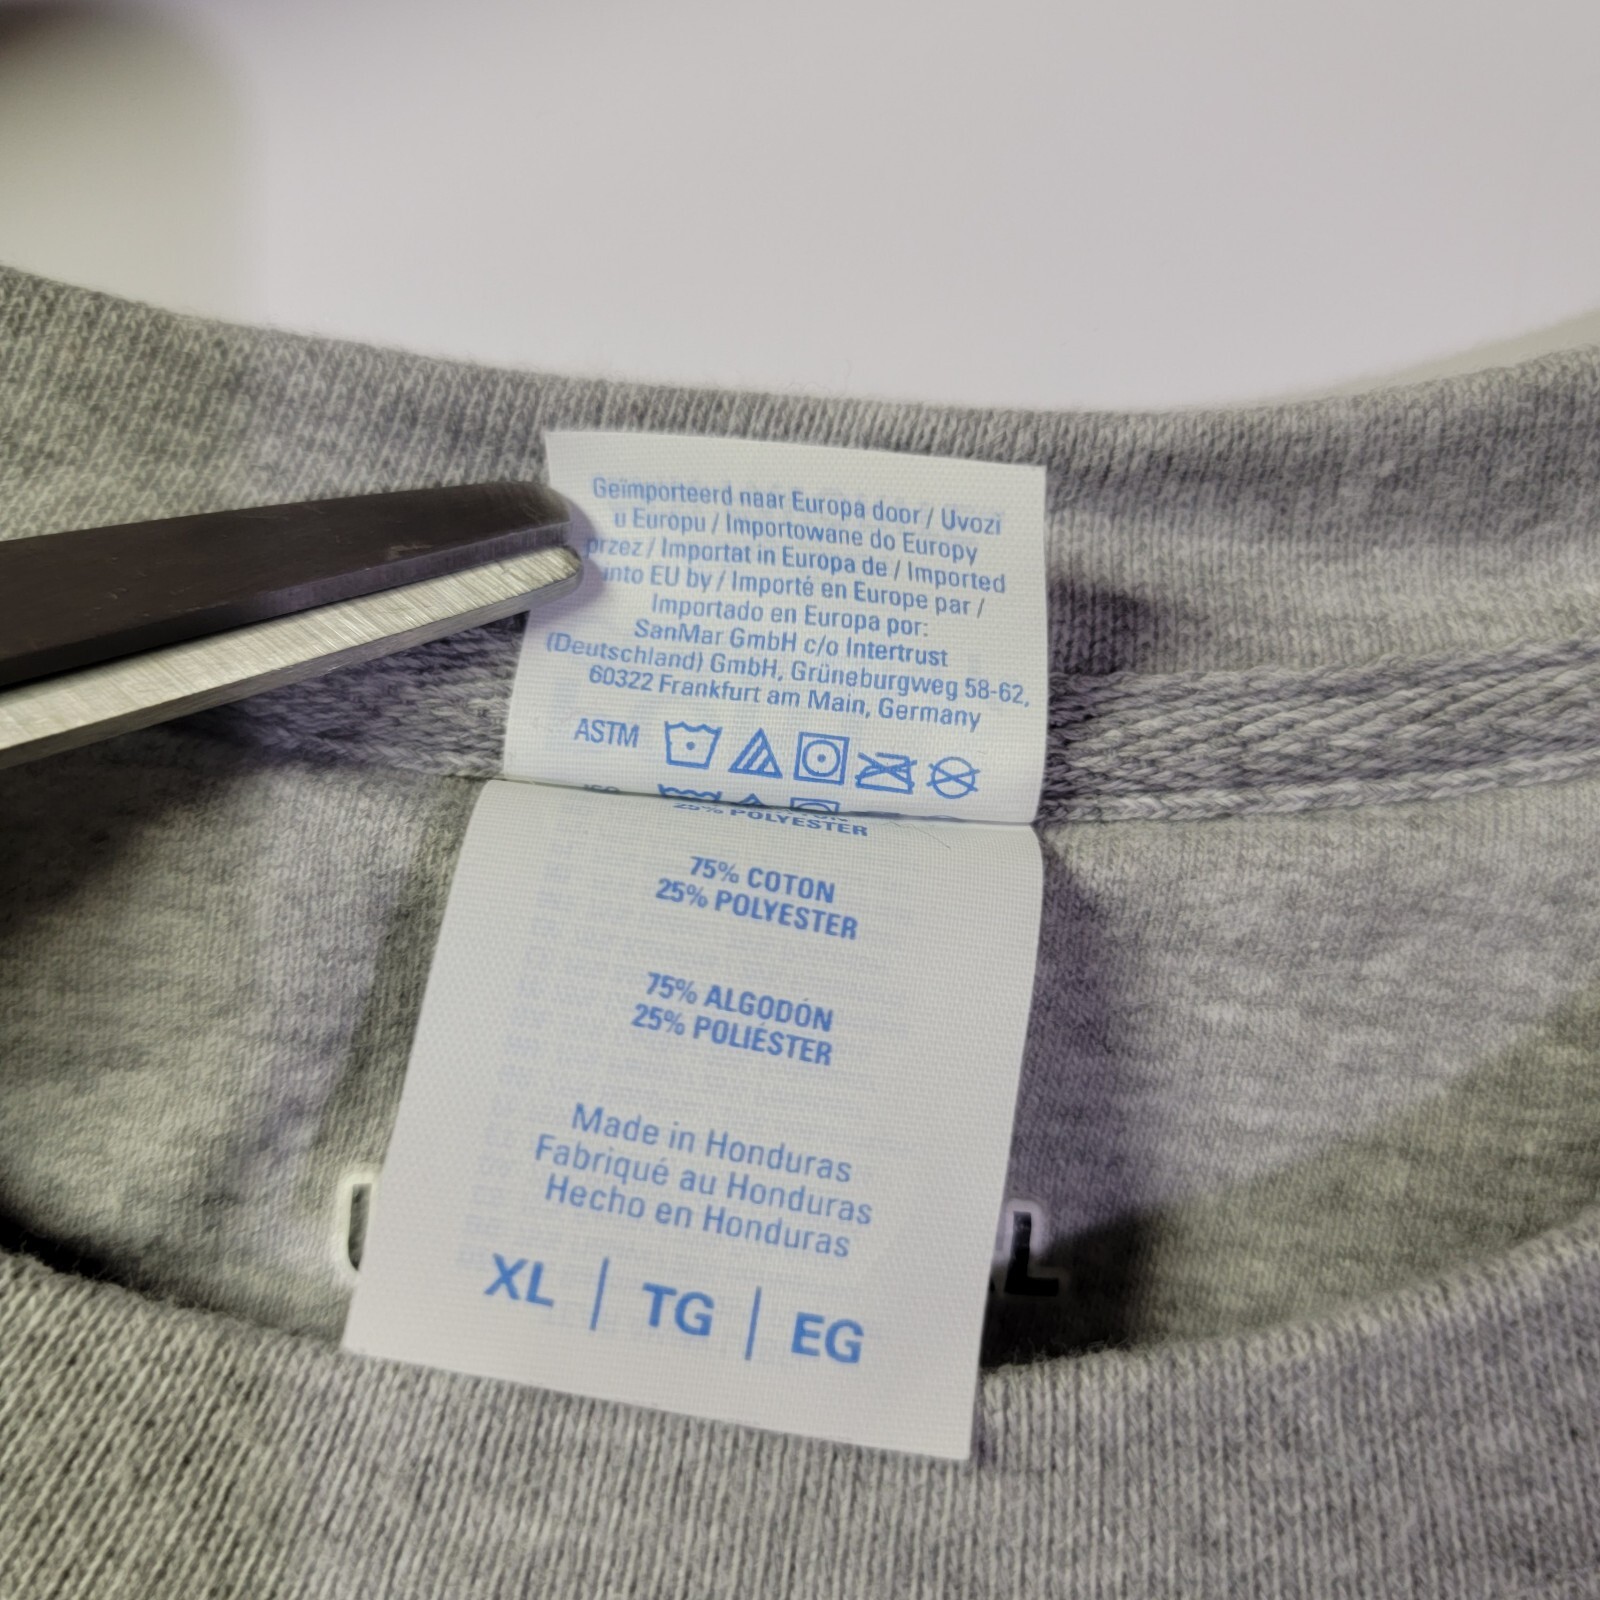 Geïmporteerd naar Europa door / Uvozi
u Europu / Importowane do Europy
przez / Importat in Europa de / Imported
into EU by / Importé en Europe par /
Importado en Europa por:
SanMar GmbH c/o Intertrust
(Deutschland) GmbH, Grüneburgweg 58-62,
60322 Frankfurt am Main, Germany
ASTM
25% POLYESTER
75% COTON
25% POLYESTER
75% ALGODÓN
25% POLIÉSTER
Made in Honduras
Fabriqué au Honduras
Hecho en Honduras
XL | TG | EG